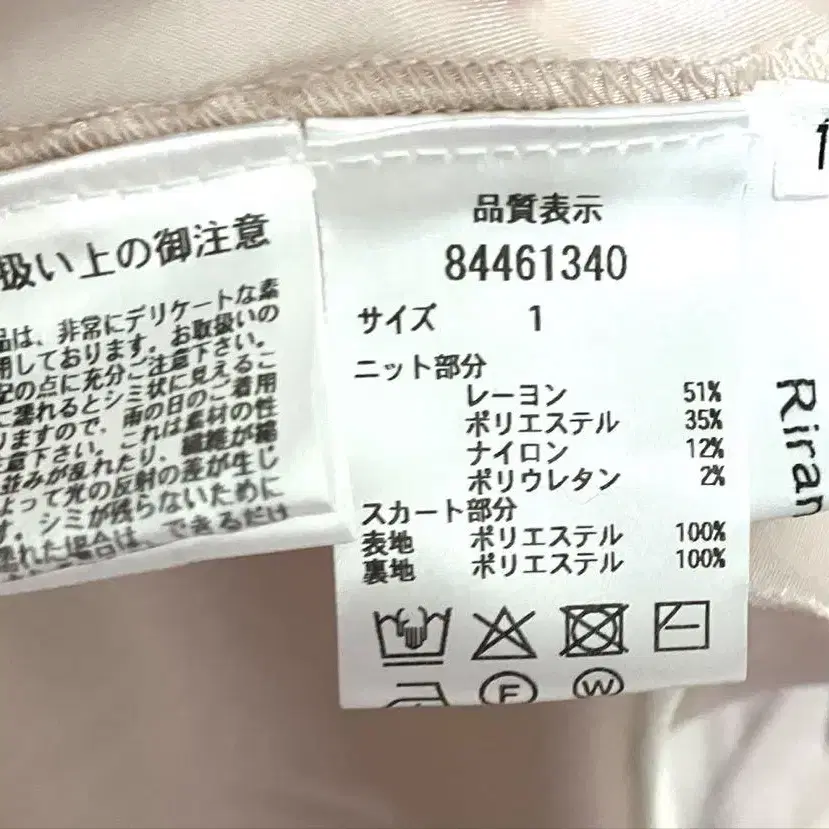 扱い上の御注意
品は、非常にデリケートな素
用しております。お取扱いの
記の点に充分ご注意下さい。
に濡れるとシミ状に見えるこ
りますので、雨の日のご着用
注意下さい。これは素材の性
並みが乱れたり、繊維が縮
よって光の反射の差が生じ
す。シミが残らないために
濡れた場合は、できるだけ
品質表示
84461340
サイズ 1
ニット部分
レーヨン 51%
ポリエステル 35%
ナイロン 12%
ポリウレタン 2%
スカート部分
表地 ポリエステル 100%
裏地 ポリエステル 100%
F W
Riran